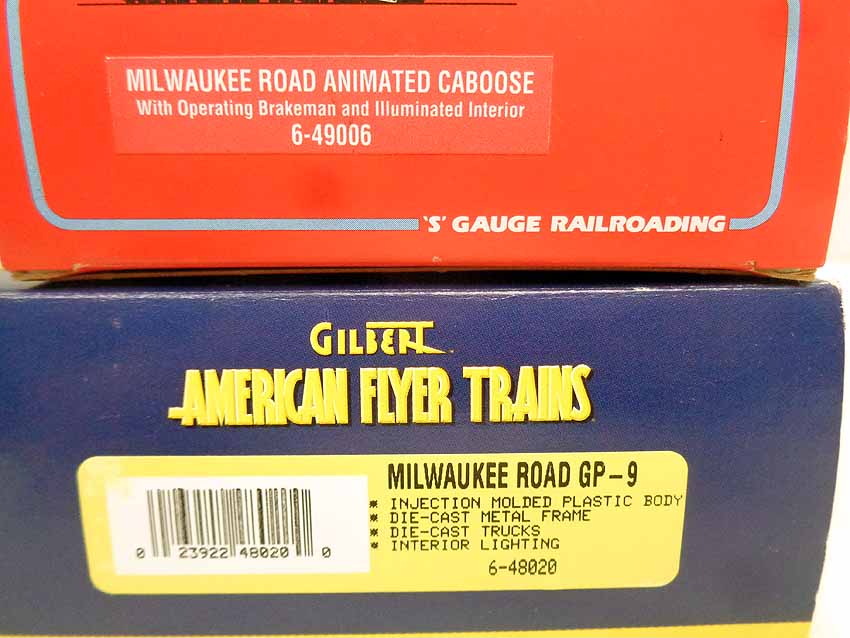 MILWAUKEE ROAD ANIMATED CABOOSE
With Operating Brakeman and Illuminated Interior
6-49006
'S' GAUGE RAILROADING
GILBERT
AMERICAN FLYER TRAINS
MILWAUKEE ROAD GP-9
* INJECTION MOLDED PLASTIC BODY
* DIE-CAST METAL FRAME
* DIE-CAST TRUCKS
* INTERIOR LIGHTING
6-48020
0 23922 48020 0